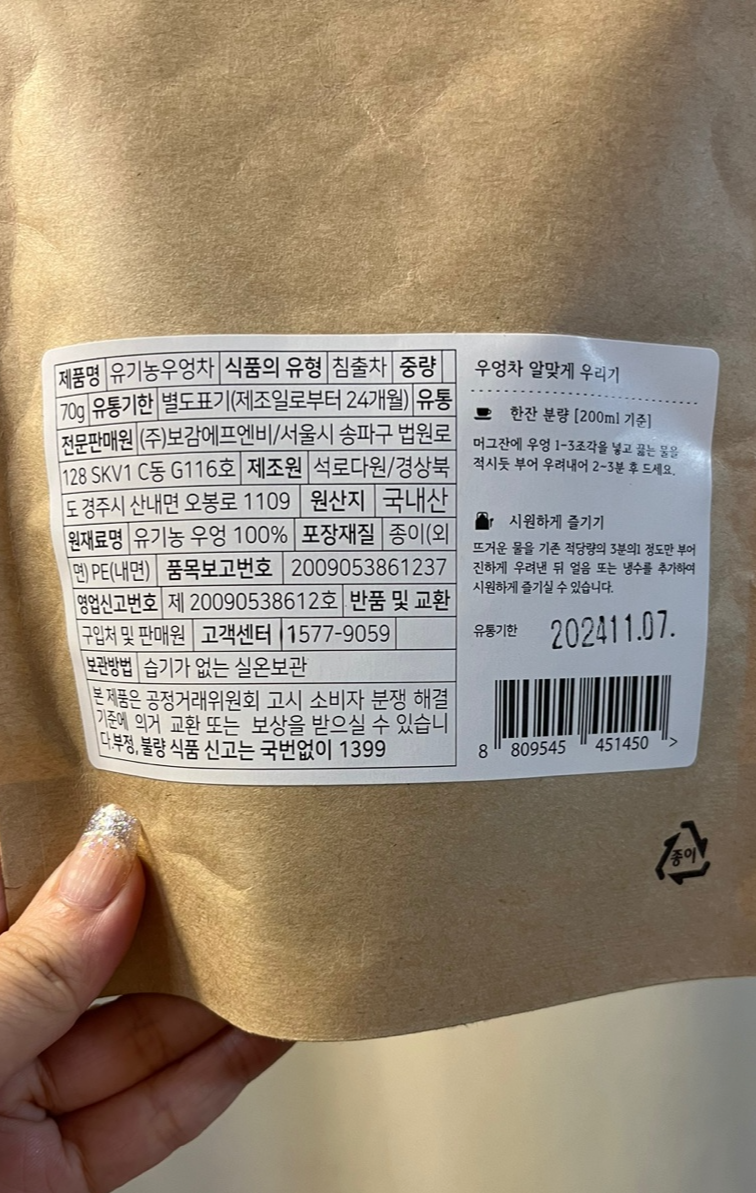 제품명 유기농우엉차 식품의 유형 침출차 중량
70g 유통기한 별도표기(제조일로부터 24개월) 유통
전문판매원 (주)보감에프엔비/서울시 송파구 법원로
128 SKV1 C동 G116호 제조원 석로다원/경상북
도 경주시 산내면 오봉로 1109 원산지 국내산
원재료명 유기농 우엉 100% 포장재질 종이(외
면) PE(내면) 품목보고번호 2009053861237
영업신고번호 제 20090538612호 반품 및 교환
구입처 및 판매원 고객센터 1577-9059
보관방법 습기가 없는 실온보관
본 제품은 공정거래위원회 고시 소비자 분쟁 해결
기준에 의거 교환 또는 보상을 받으실 수 있습니
다.부정, 불량 식품 신고는 국번없이 1399
우엉차 알맞게 우리기
한잔 분량 [200ml 기준]
머그잔에 우엉 1-3조각을 넣고 끓는 물을
적시듯 부어 우려내어 2~3분 후 드세요.
시원하게 즐기기
뜨거운 물을 기존 적당량의 3분의1 정도만 부어
진하게 우려낸 뒤 얼음 또는 냉수를 추가하여
시원하게 즐기실 수 있습니다.
유통기한 202411.07.
8 809545 451450 >
종이